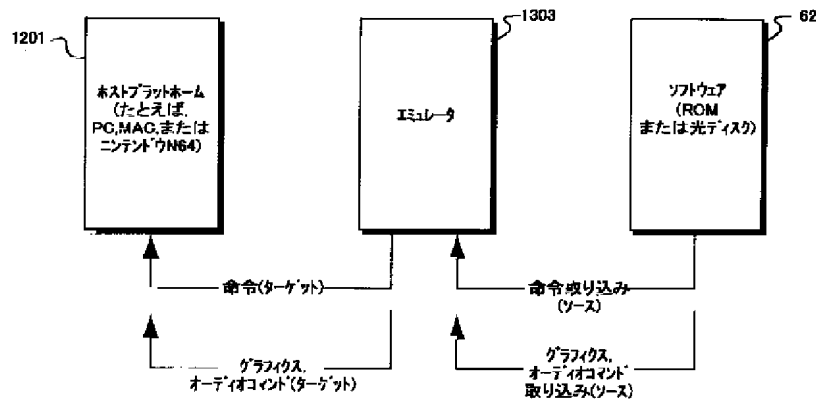 1201
1303
62
ホストプラットホーム
(たとえば,
PC,MAC,または
ニンテンドウN64)
エミュレータ
ソフトウェア
(ROM
または光ディスク)
命令(ターゲット)
命令取り込み
(ソース)
グラフィクス,
オーディオコマンド(ターゲット)
グラフィクス,
オーディオコマンド
取り込み(ソース)